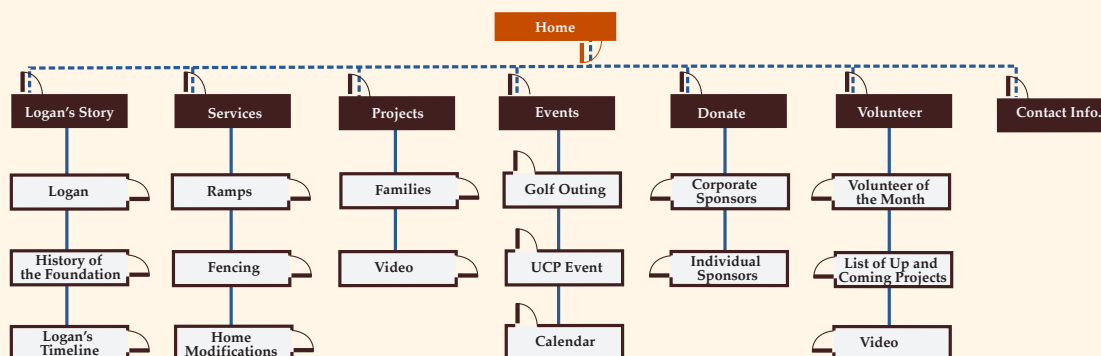 Home
Logan's Story
Services
Projects
Events
Donate
Volunteer
Contact Info.
Logan
Ramps
Families
Golf Outing
Corporate
Sponsors
Volunteer of
the Month
History of
the Foundation
Fencing
Video
UCP Event
Individual
Sponsors
List of Up and
Coming Projects
Logan's
Timeline
Home
Modifications
Calendar
Video